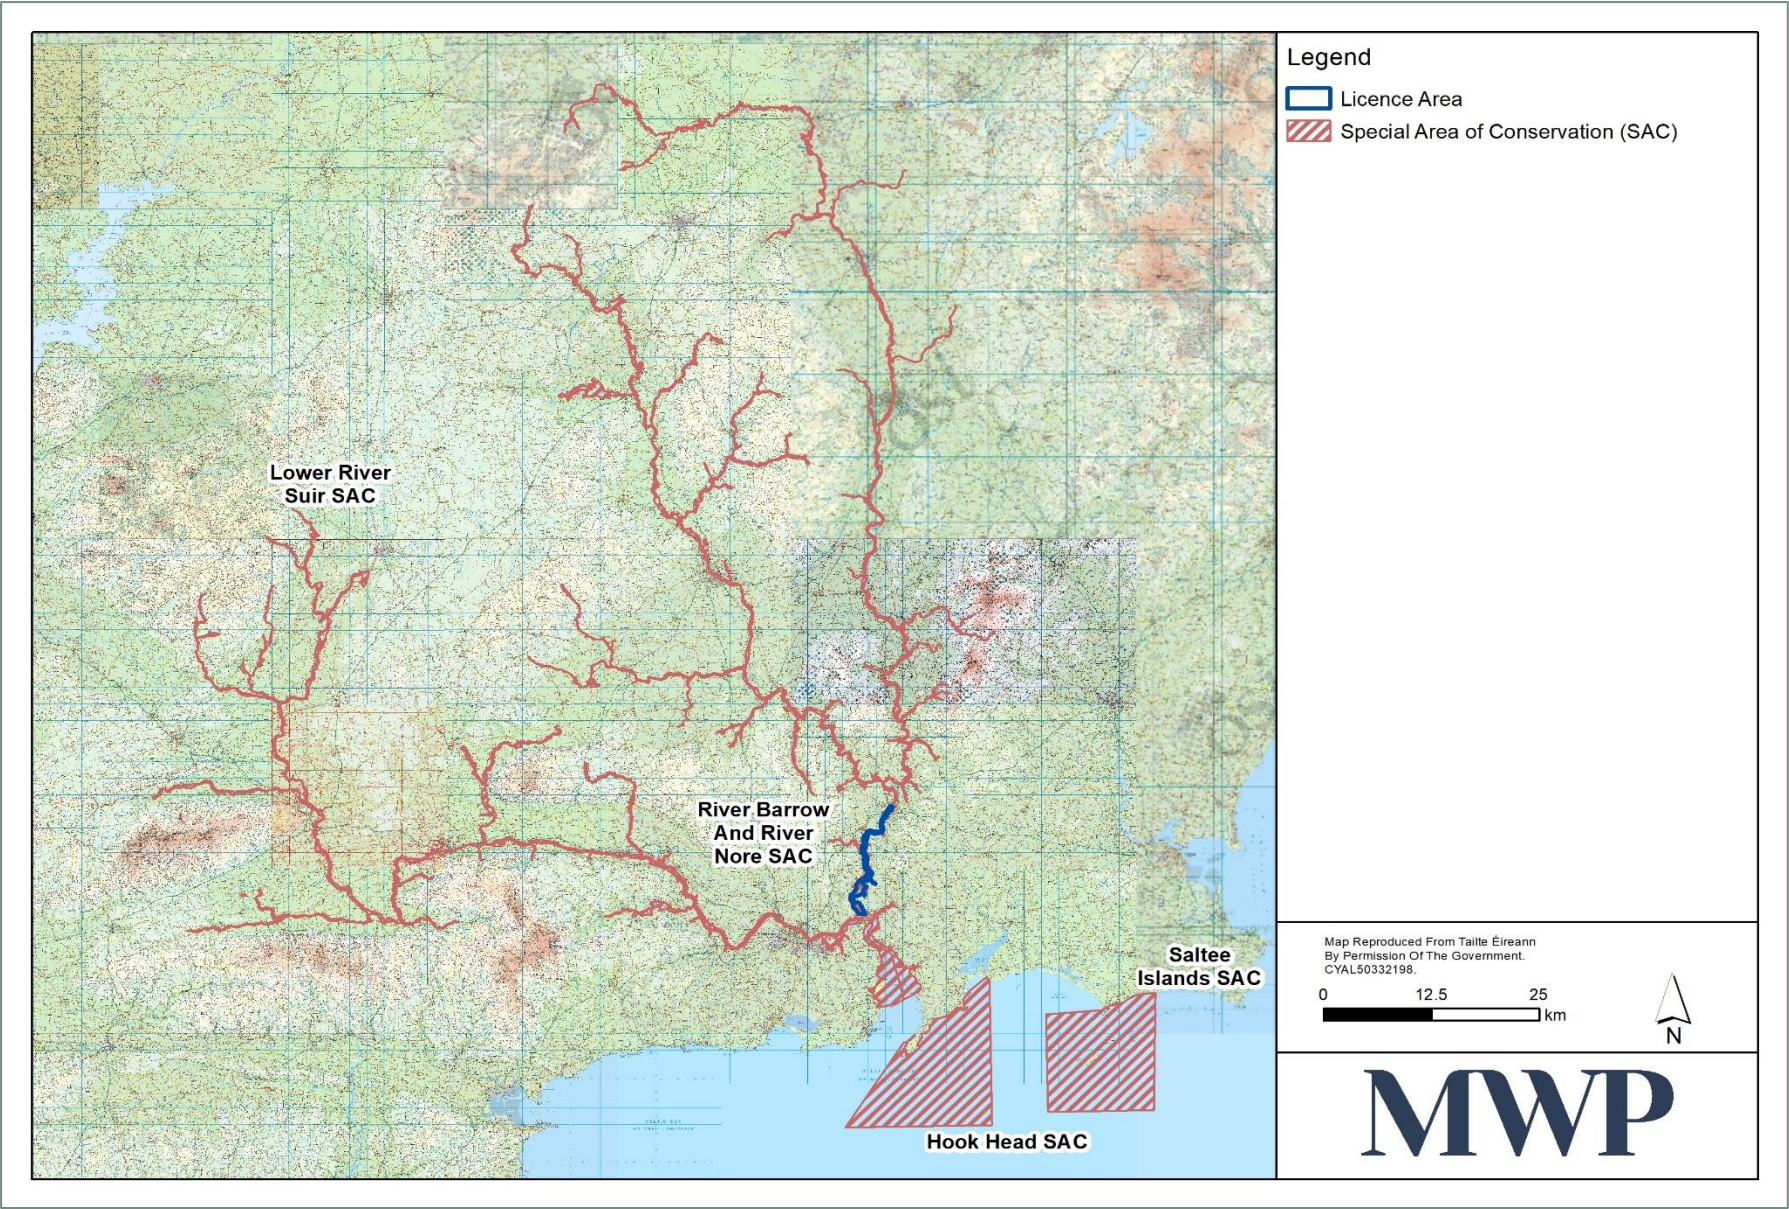 Legend
Licence Area
Special Area of Conservation (SAC)
Lower River
Suir SAC
River Barrow
And River
Nore SAC
Saltee
Islands SAC
Hook Head SAC
Map Reproduced From Tailte Éireann
By Permission Of The Government.
CYAL50332198.
0 12.5 25
km
N
MWP